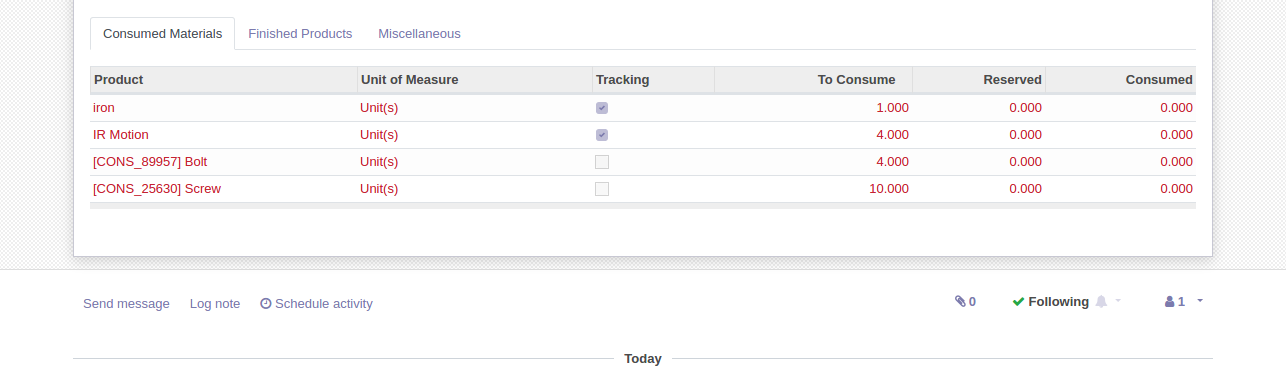 Consumed Materials Finished Products Miscellaneous
Product Unit of Measure Tracking To Consume Reserved Consumed
iron Unit(s) 1.000 0.000 0.000
IR Motion Unit(s) 4.000 0.000 0.000
[CONS_89957] Bolt Unit(s) 4.000 0.000 0.000
[CONS_25630] Screw Unit(s) 10.000 0.000 0.000
Send message Log note Schedule activity 0 Following 1
Today